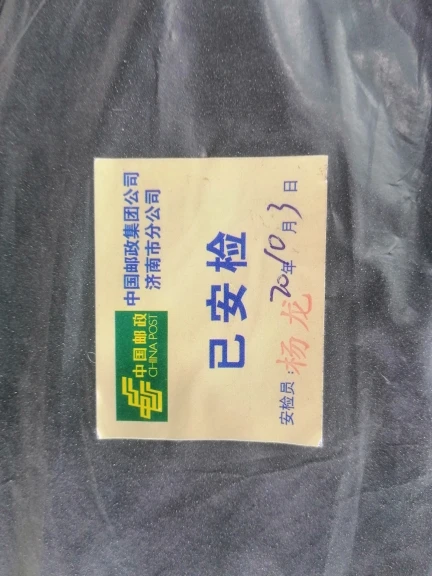 中国邮政
CHINA POST
中国邮政集团公司
济南市分公司
已安检
安检员：杨龙 20年10月3日